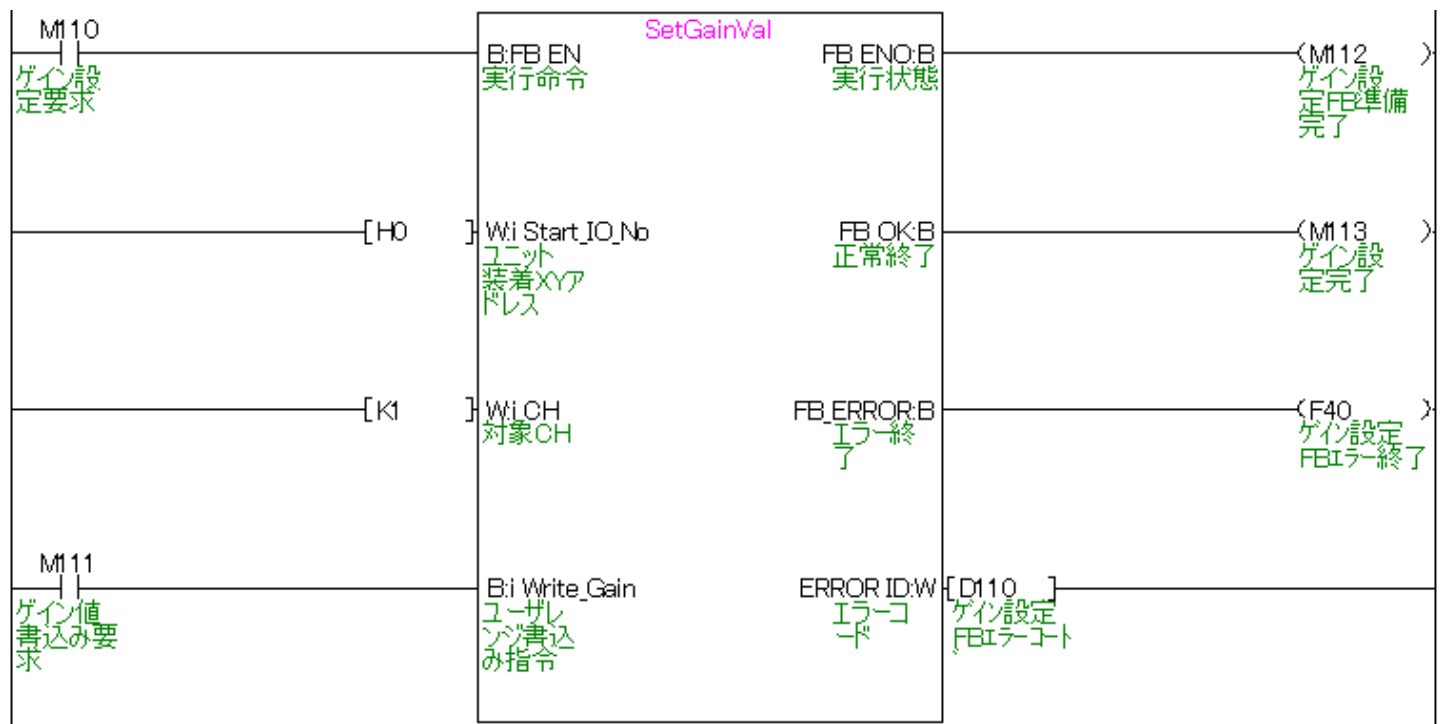 SetGainVal
M110
ゲイン設
定要求
B:FB EN
実行命令
FB ENO:B
実行状態
(M112 )
ゲイン設
定FB準備
完了
[H0 ]
W:i Start_IO_No
ユニット
装着XYア
ドレス
FB OK:B
正常終了
(M113 )
ゲイン設
定完了
[K1 ]
W:i CH
対象CH
FB_ERROR:B
エラー終
了
(F40 )
ゲイン設定
FBエラー終了
M111
ゲイン値
書込み要
求
B:i Write_Gain
ユーザレ
ンジ書込
み指令
ERROR ID:W
エラーコ
ード
[D110 ]
ゲイン設定
FBエラーコート
゛